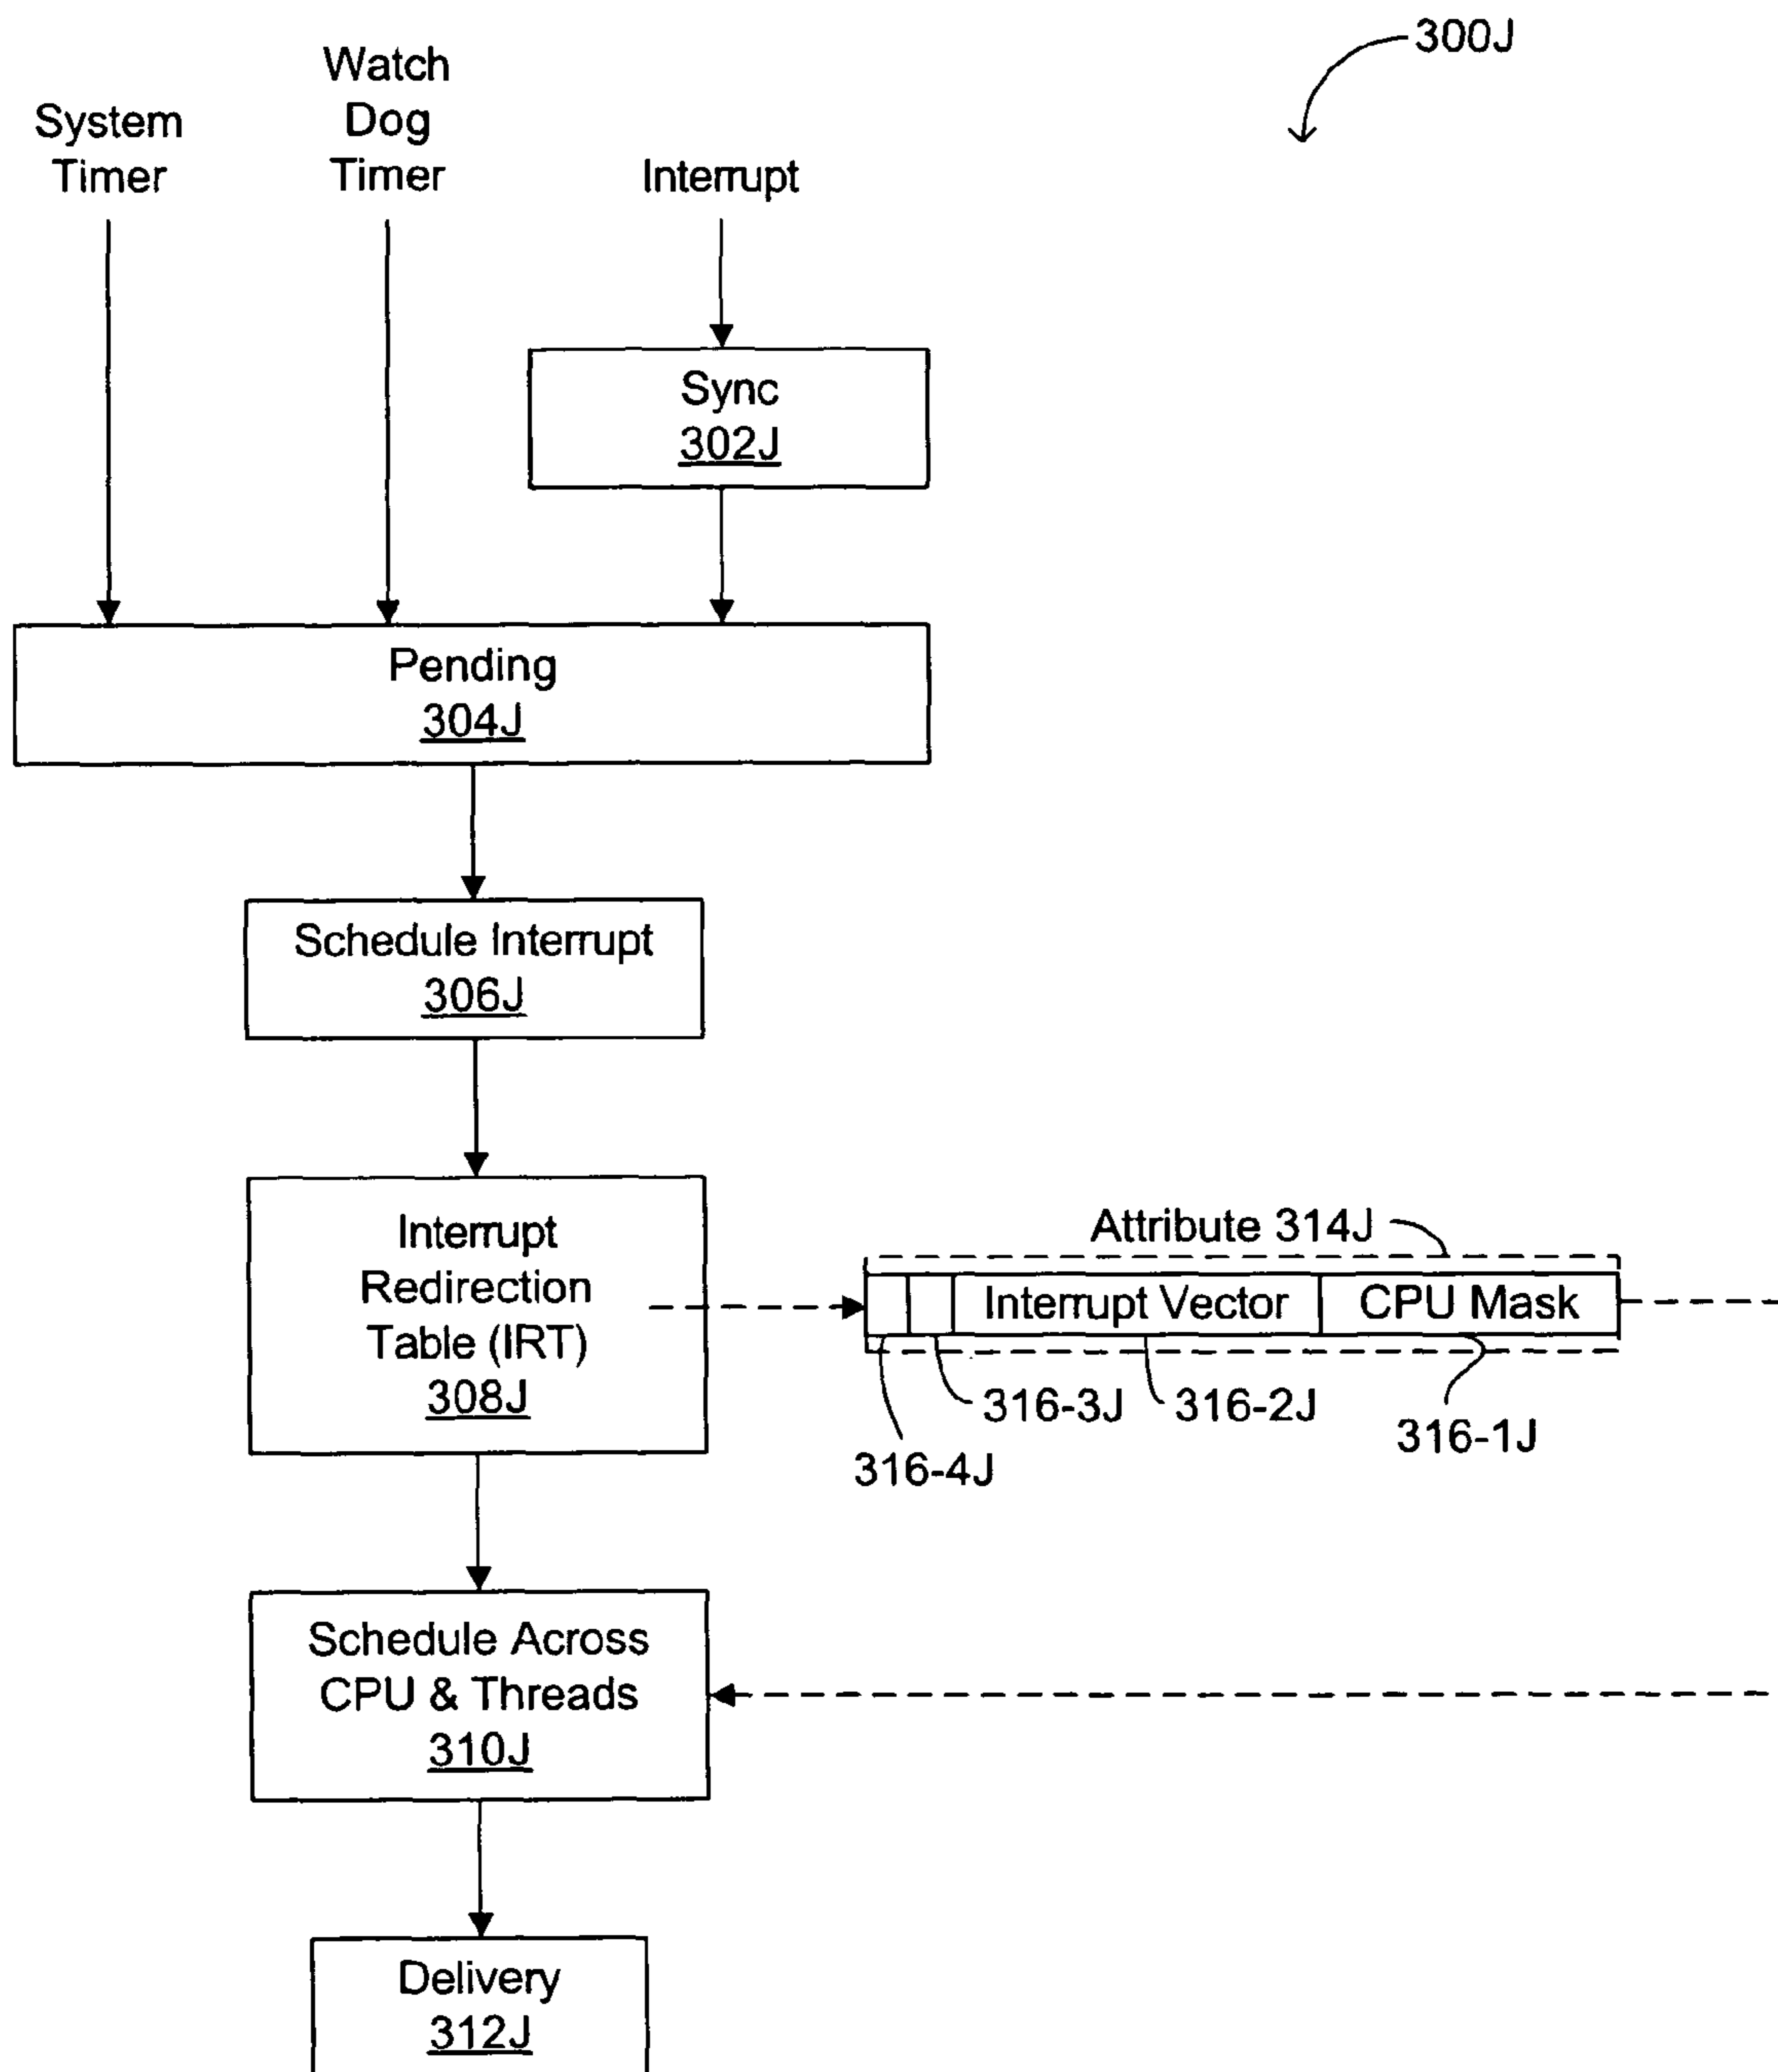 300J
System
Timer
Watch
Dog
Timer
Interrupt
Sync
302J
Pending
304J
Schedule Interrupt
306J
Interrupt
Redirection
Table (IRT)
308J
Attribute 314J
Interrupt Vector
CPU Mask
316-4J
316-3J
316-2J
316-1J
Schedule Across
CPU & Threads
310J
Delivery
312J